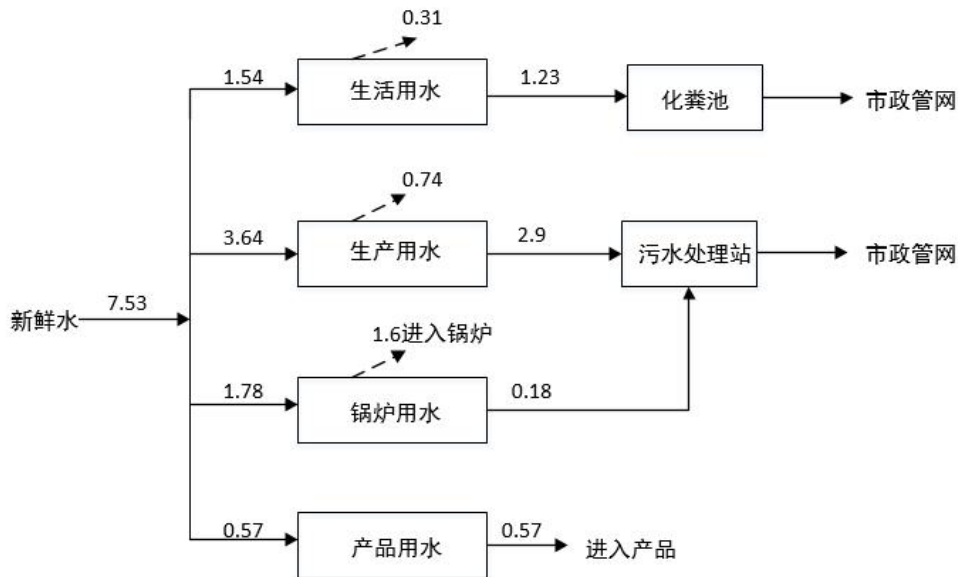 0.31
1.54
生活用水
1.23
化粪池
市政管网
0.74
3.64
生产用水
2.9
污水处理站
市政管网
新鲜水
7.53
1.6进入锅炉
1.78
锅炉用水
0.18
0.57
产品用水
0.57
进入产品